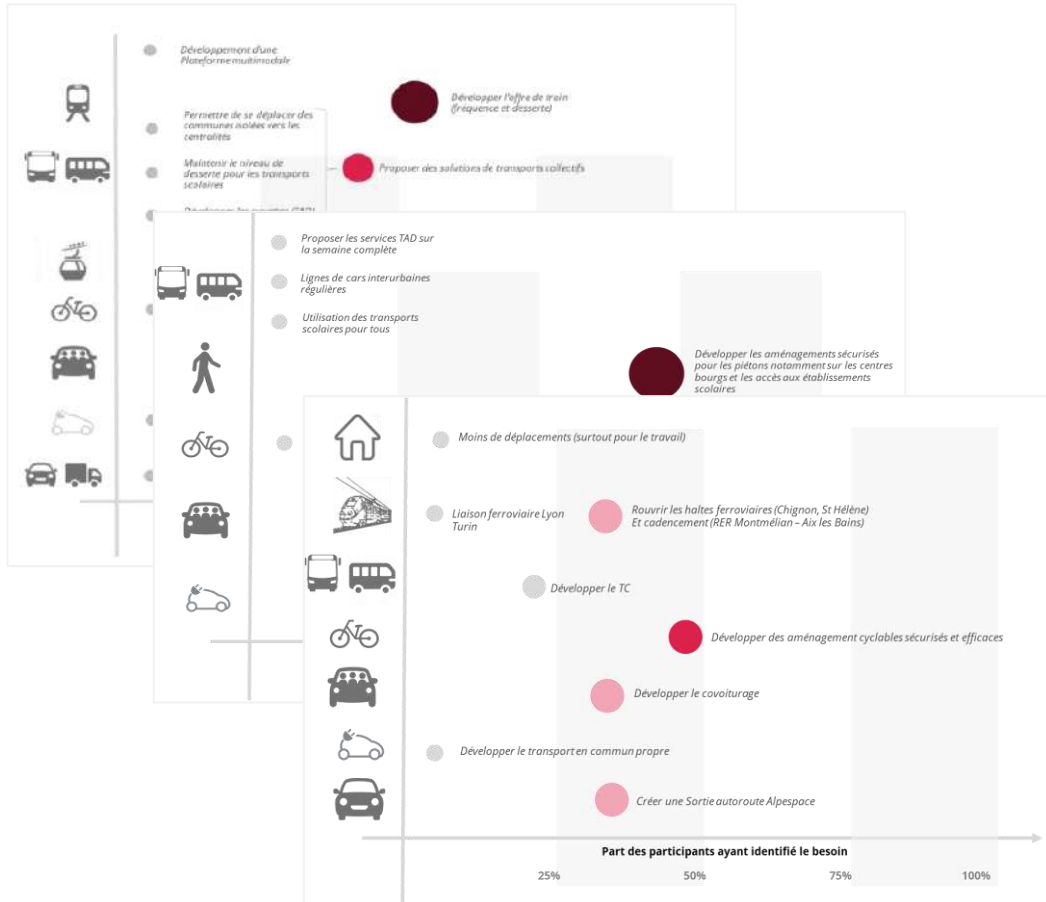 Développement d'une
Plateforme multimodale
Développer l'offre de train
(fréquence et desserte)
Permettre de se déplacer des
communes isolées vers les
centralités
Maintenir le niveau de
desserte pour les transports
scolaires
Proposer des solutions de transports collectifs
Proposer les services TAD sur
la semaine complète
Lignes de cars interurbaines
régulières
Utilisation des transports
scolaires pour tous
Développer les aménagements sécurisés
pour les piétons notamment sur les centres
bourgs et les accès aux établissements
scolaires
Moins de déplacements (surtout pour le travail)
Liaison ferroviaire Lyon
Turin
Rouvrir les haltes ferroviaires (Chignon, St Hélène)
Et cadencement (RER Montmélian – Aix les Bains)
Développer le TC
Développer des aménagement cyclables sécurisés et efficaces
Développer le covoiturage
Développer le transport en commun propre
Créer une Sortie autoroute Alpespace
Part des participants ayant identifié le besoin
25%
50%
75%
100%